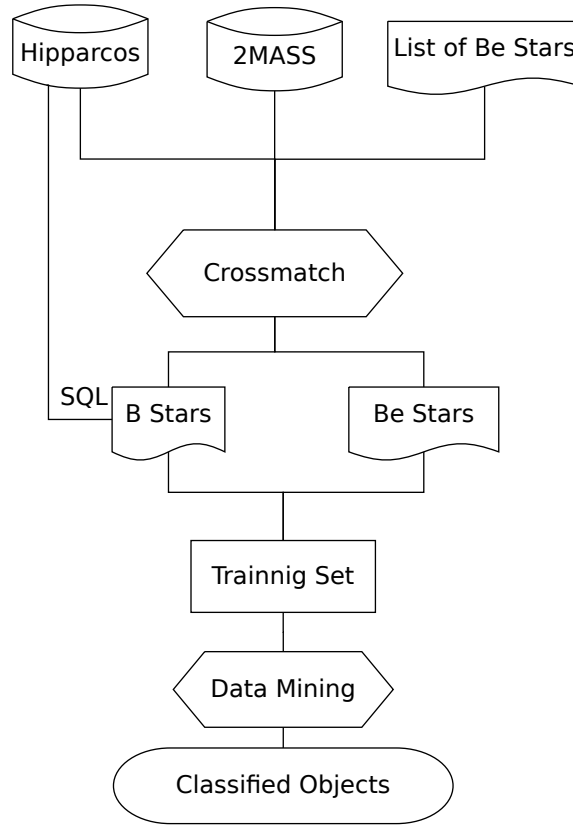 Hipparcos
2MASS
List of Be Stars
Crossmatch
SQL
B Stars
Be Stars
Trainnig Set
Data Mining
Classified Objects